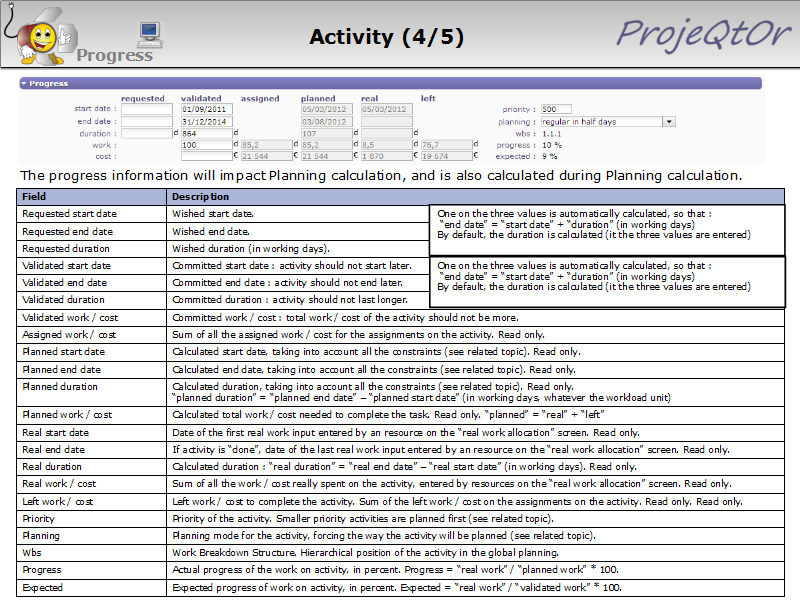 Progress
Activity (4/5)
ProjeQtOr
Progress
requested validated assigned planned real left
start date : 01/09/2011 05/03/2012 05/03/2012 priority : 500
end date : 31/12/2014 03/08/2012 planning : regular in half days
duration : d 864 d 107 d d wbs : 1.1.1
work : 100 d 85,2 d 85,2 d 8,5 d 76,7 d progress : 10 %
cost : € 21 544 € 21 544 € 1 870 € 19 674 € expected : 9 %
The progress information will impact Planning calculation, and is also calculated during Planning calculation.
Field Description
Requested start date Wished start date.
Requested end date Wished end date.
Requested duration Wished duration (in working days).
One on the three values is automatically calculated, so that :
"end date" = "start date" + "duration" (in working days)
By default, the duration is calculated (it the three values are entered)
Validated start date Committed start date : activity should not start later.
Validated end date Committed end date : activity should not end later.
Validated duration Committed duration : activity should not last longer.
One on the three values is automatically calculated, so that :
"end date" = "start date" + "duration" (in working days)
By default, the duration is calculated (it the three values are entered)
Validated work / cost Committed work / cost : total work / cost of the activity should not be more.
Assigned work / cost Sum of all the assigned work / cost for the assignments on the activity. Read only.
Planned start date Calculated start date, taking into account all the constraints (see related topic). Read only.
Planned end date Calculated end date, taking into account all the constraints (see related topic). Read only.
Planned duration Calculated duration, taking into account all the constraints (see related topic). Read only.
"planned duration" = "planned end date" – "planned start date" (in working days, whatever the workload unit)
Planned work / cost Calculated total work / cost needed to complete the task. Read only. "planned" = "real" + "left"
Real start date Date of the first real work input entered by an resource on the "real work allocation" screen. Read only.
Real end date If activity is "done", date of the last real work input entered by an resource on the "real work allocation" screen. Read only.
Real duration Calculated duration : "real duration" = "real end date" – "real start date" (in working days). Read only.
Real work / cost Sum of all the work / cost really spent on the activity, entered by resources on the "real work allocation" screen. Read only.
Left work / cost Left work / cost to complete the activity. Sum of the left work / cost on the assignments on the activity. Read only. Read only.
Priority Priority of the activity. Smaller priority activities are planned first (see related topic).
Planning Planning mode for the activity, forcing the way the activity will be planned (see related topic).
Wbs Work Breakdown Structure. Hierarchical position of the activity in the global planning.
Progress Actual progress of the work on activity, in percent. Progress = "real work" / "planned work" * 100.
Expected Expected progress of work on activity, in percent. Expected = "real work" / "validated work" * 100.